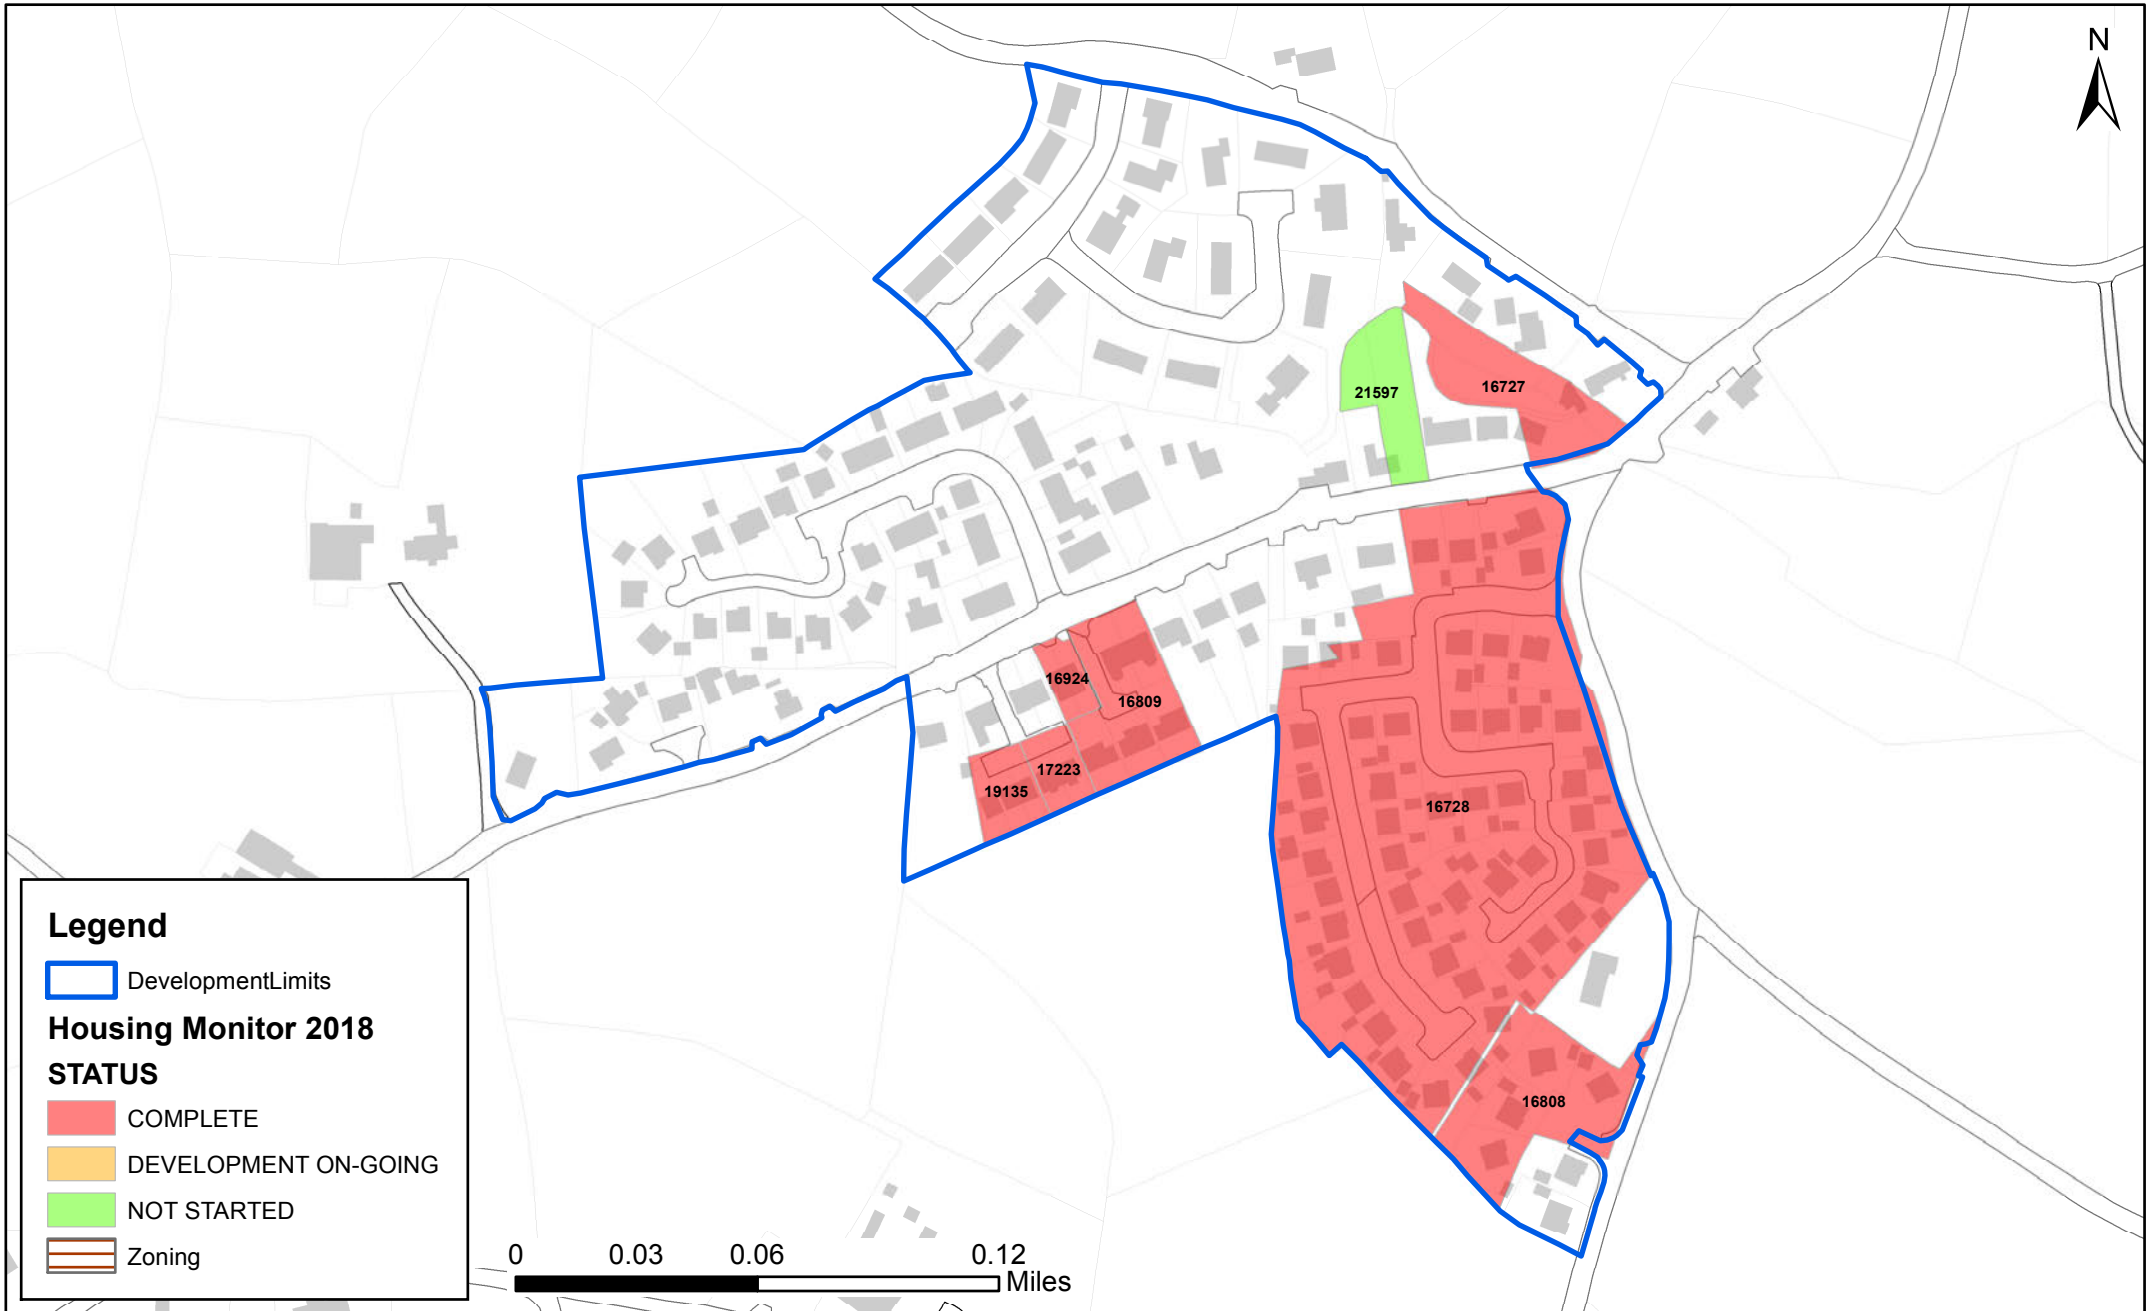 N
21597
16727
16924
16809
17223
19135
16728
16808
Legend
DevelopmentLimits
Housing Monitor 2018
STATUS
COMPLETE
DEVELOPMENT ON-GOING
NOT STARTED
Zoning
0 0.03 0.06 0.12
Miles